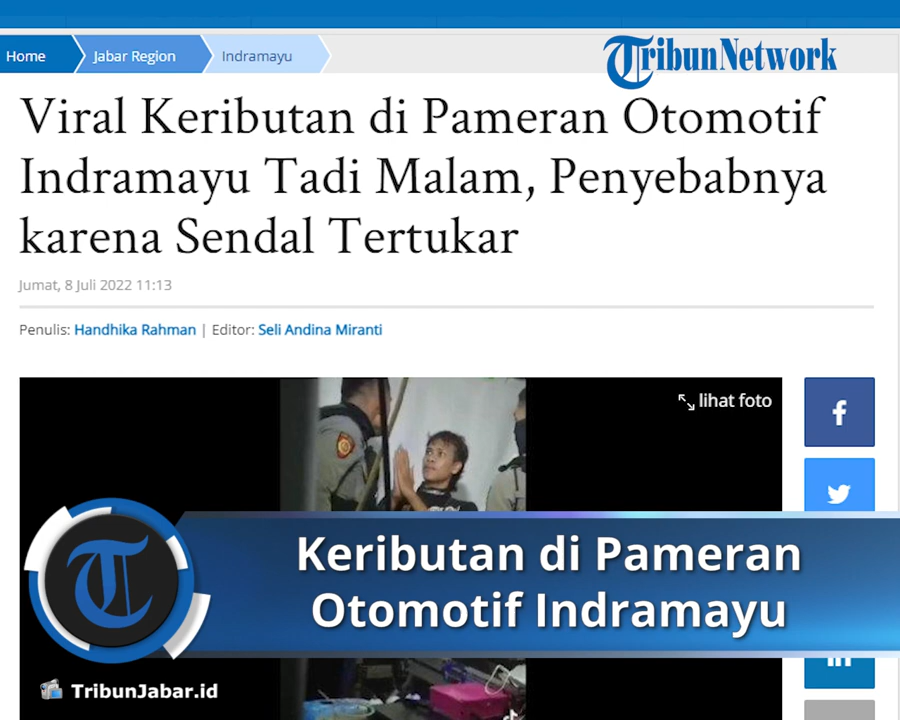 Home
Jabar Region
Indramayu
TribunNetwork
Viral Keributan di Pameran Otomotif
Indramayu Tadi Malam, Penyebabnya
karena Sendal Tertukar
Jumat, 8 Juli 2022 11:13
Penulis: Handhika Rahman | Editor: Seli Andina Miranti
lihat foto
Keributan di Pameran
Otomotif Indramayu
TribunJabar.id